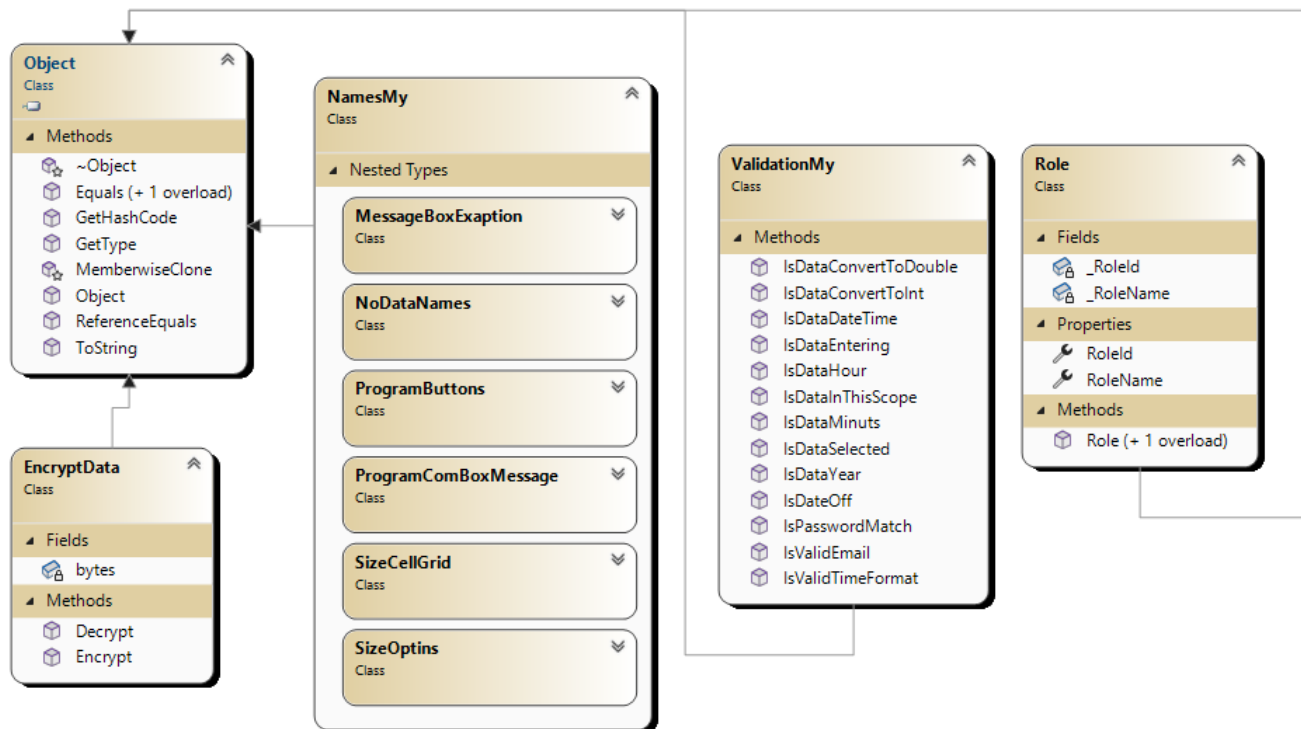 Object
Class
Methods
~Object
Equals (+ 1 overload)
GetHashCode
GetType
MemberwiseClone
Object
ReferenceEquals
ToString
EncryptData
Class
Fields
bytes
Methods
Decrypt
Encrypt
NamesMy
Class
Nested Types
MessageBoxExaption
Class
NoDataNames
Class
ProgramButtons
Class
ProgramComBoxMessage
Class
SizeCellGrid
Class
SizeOptins
Class
ValidationMy
Class
Methods
IsDataConvertToDouble
IsDataConvertToInt
IsDataDateTime
IsDataEntering
IsDataHour
IsDataInThisScope
IsDataMinuts
IsDataSelected
IsDataYear
IsDateOff
IsPasswordMatch
IsValidEmail
IsValidTimeFormat
Role
Class
Fields
_RoleId
_RoleName
Properties
RoleId
RoleName
Methods
Role (+ 1 overload)